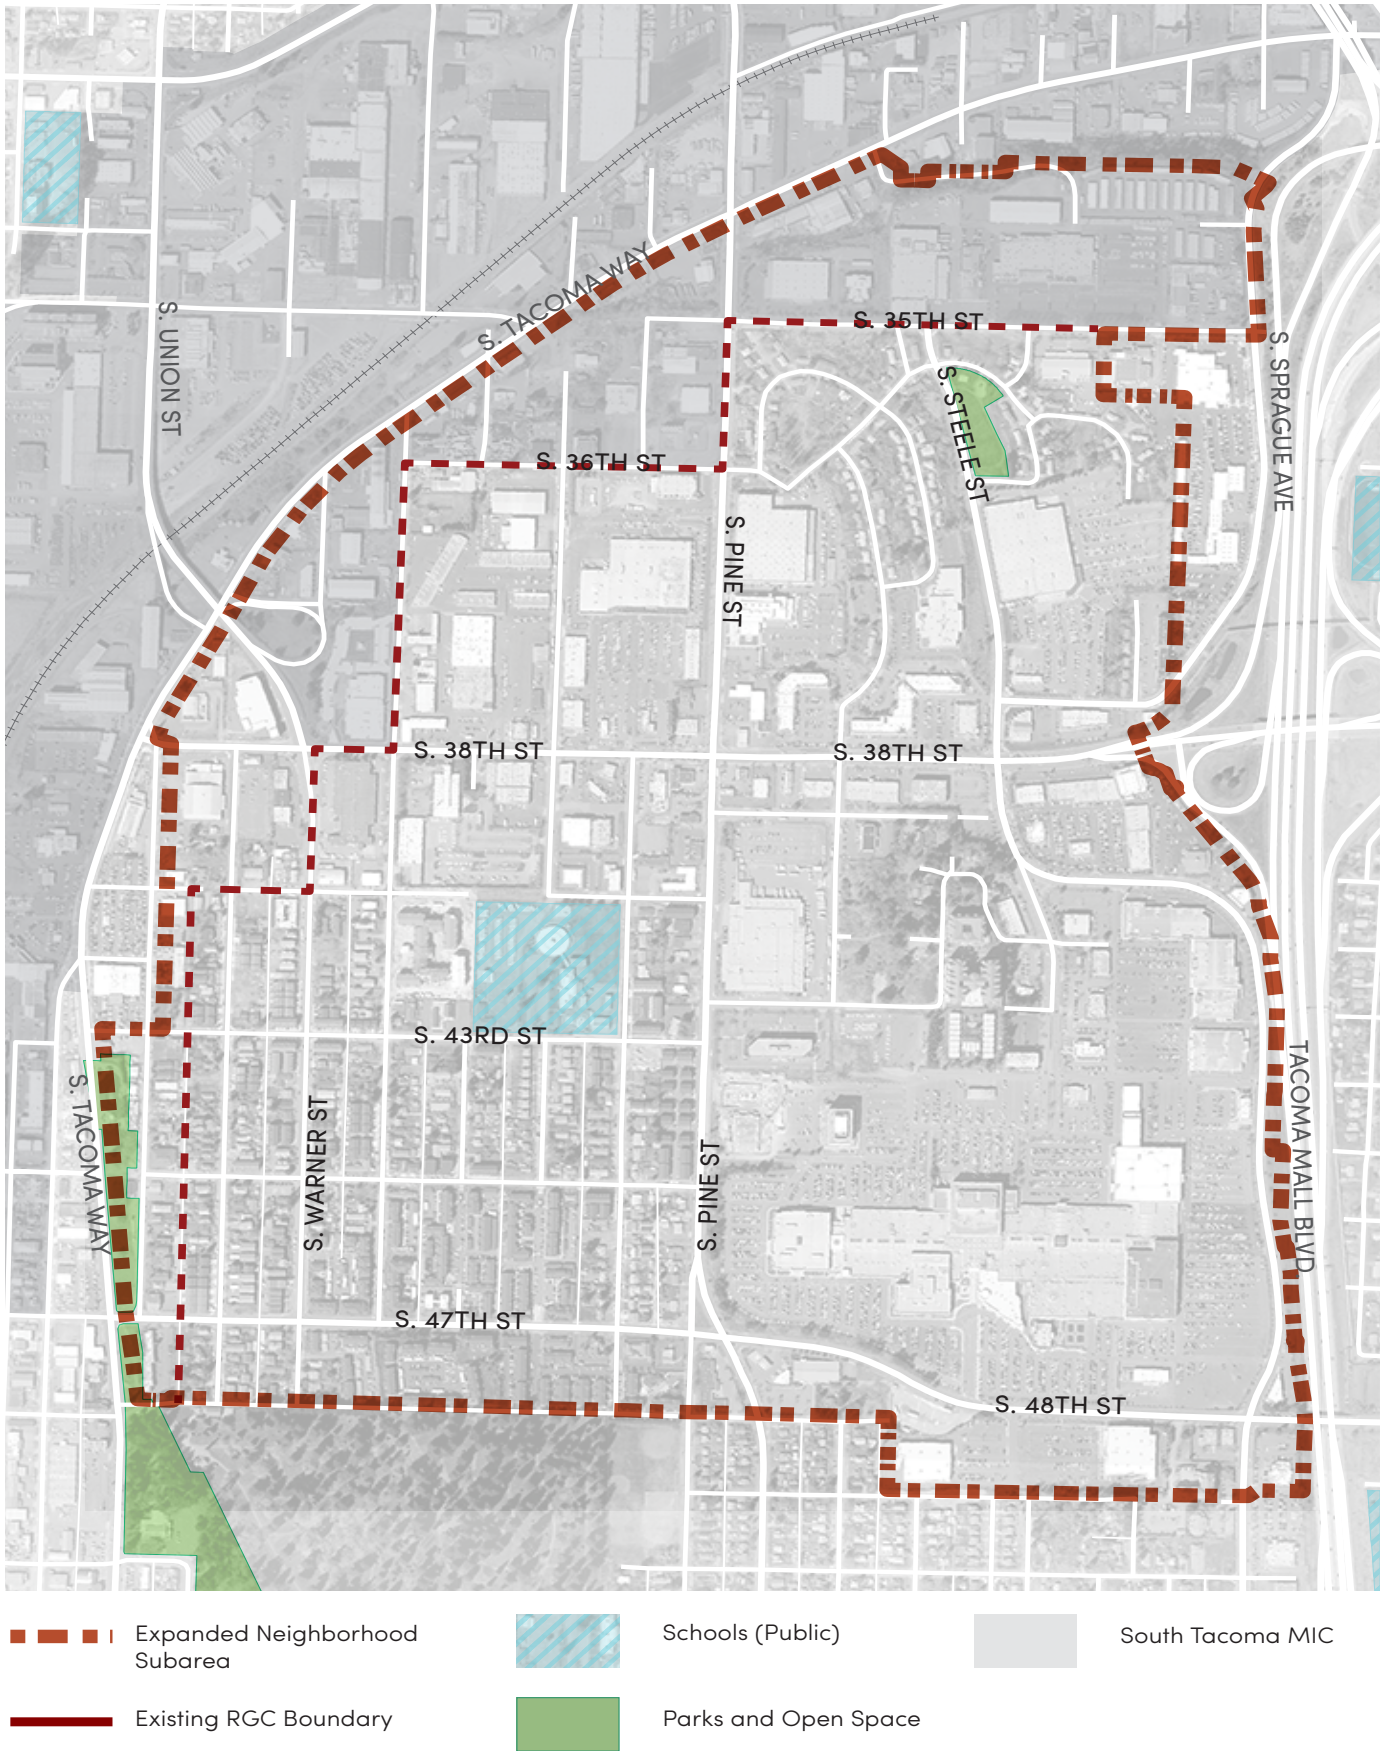 S. TACOMA WAY
S. UNION ST
S. 35TH ST
S. SPRAGUE AVE
S. STEELE ST
S. 36TH ST
S. PINE ST
S. 38TH ST
S. 38TH ST
S. 43RD ST
S. TACOMA WAY
S. WARNER ST
S. PINE ST
TACOMA MALL BLVD
S. 47TH ST
S. 48TH ST
Expanded Neighborhood
Subarea
Schools (Public)
South Tacoma MIC
Existing RGC Boundary
Parks and Open Space